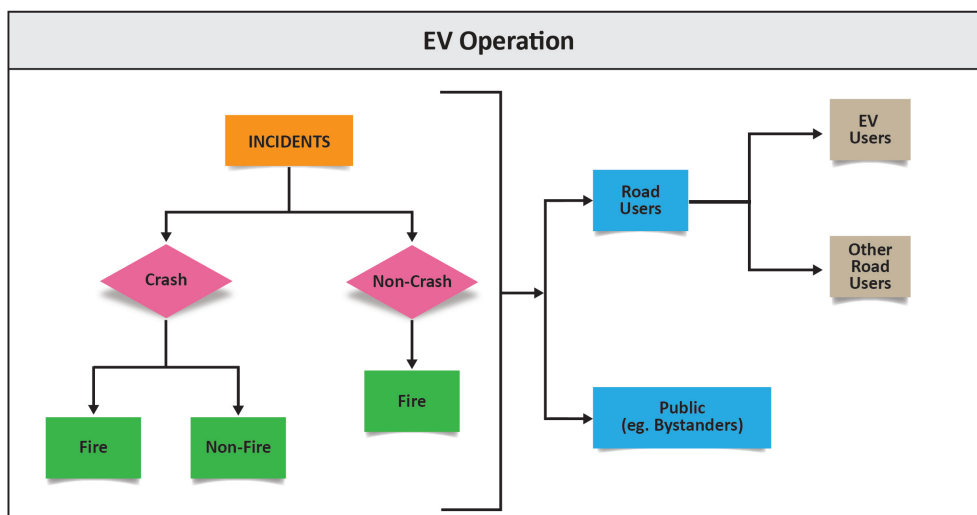 EV Operation
INCIDENTS
Crash
Non-Crash
Fire
Non-Fire
Fire
Road
Users
Public
(eg. Bystanders)
EV
Users
Other
Road
Users